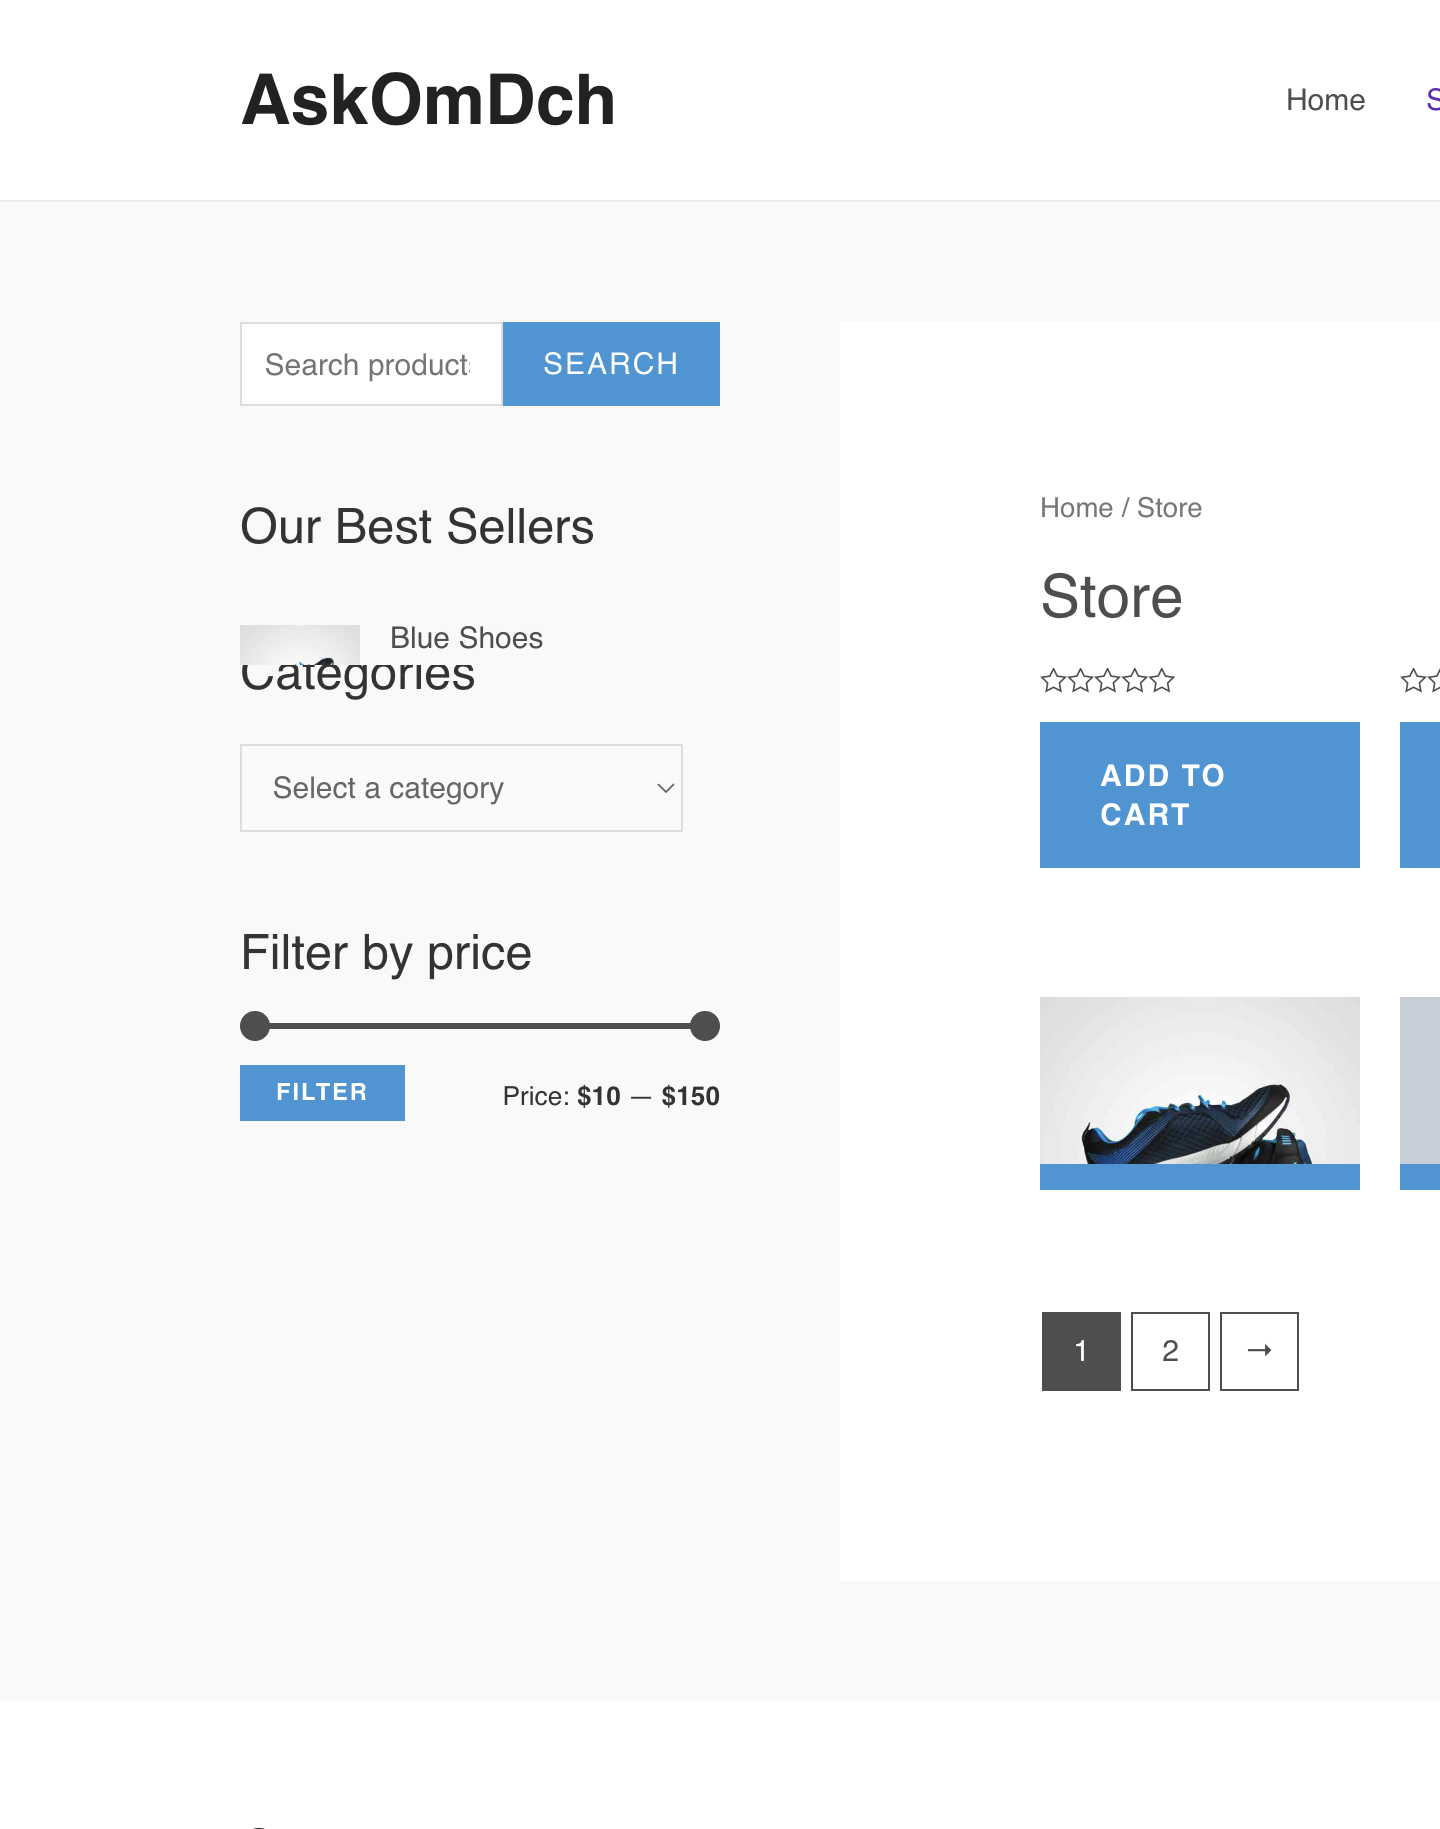 AskOmDch
Home
Search product
SEARCH
Our Best Sellers
Home / Store
Store
Blue Shoes
Categories
ADD TO
CART
Select a category
Filter by price
FILTER
Price: $10 — $150
1
2
→